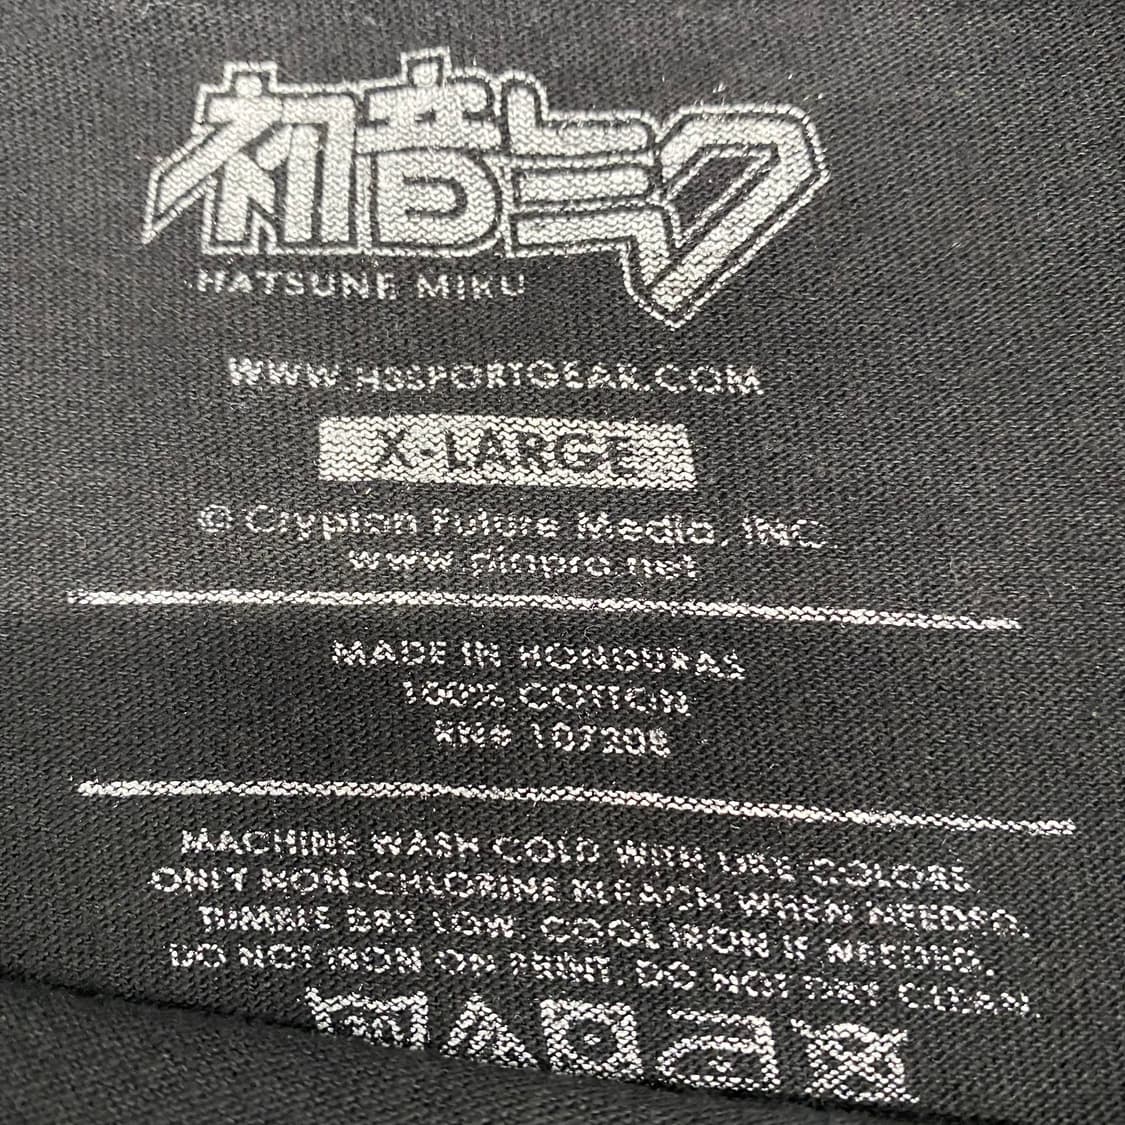 初音ミク
HATSUNE MIKU
WWW.HSSPORTGEAR.COM
X-LARGE
© Crypton Future Media, INC.
www.piapro.net
MADE IN HONDURAS
100% COTTON
RN# 107208
MACHINE WASH COLD WITH LIKE COLORS.
ONLY NON-CHLORINE BLEACH WHEN NEEDED.
TUMBLE DRY LOW. COOL IRON IF NEEDED.
DO NOT IRON ON PRINT. DO NOT DRY CLEAN.